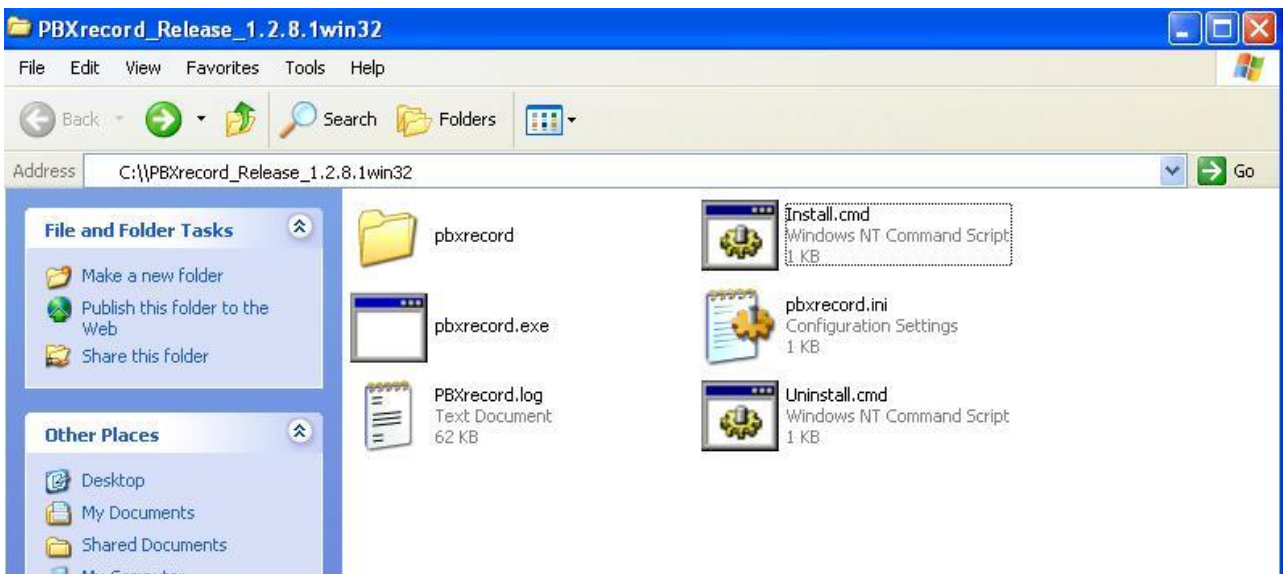 PBXrecord_Release_1.2.8.1win32
File Edit View Favorites Tools Help
Back Search Folders
Address C:\\PBXrecord_Release_1.2.8.1win32 Go
File and Folder Tasks
Make a new folder
Publish this folder to the
Web
Share this folder
Other Places
Desktop
My Documents
Shared Documents
My Computer
pbxrecord
Install.cmd
Windows NT Command Script
1 KB
pbxrecord.exe
pbxrecord.ini
Configuration Settings
1 KB
PBXrecord.log
Text Document
62 KB
Uninstall.cmd
Windows NT Command Script
1 KB